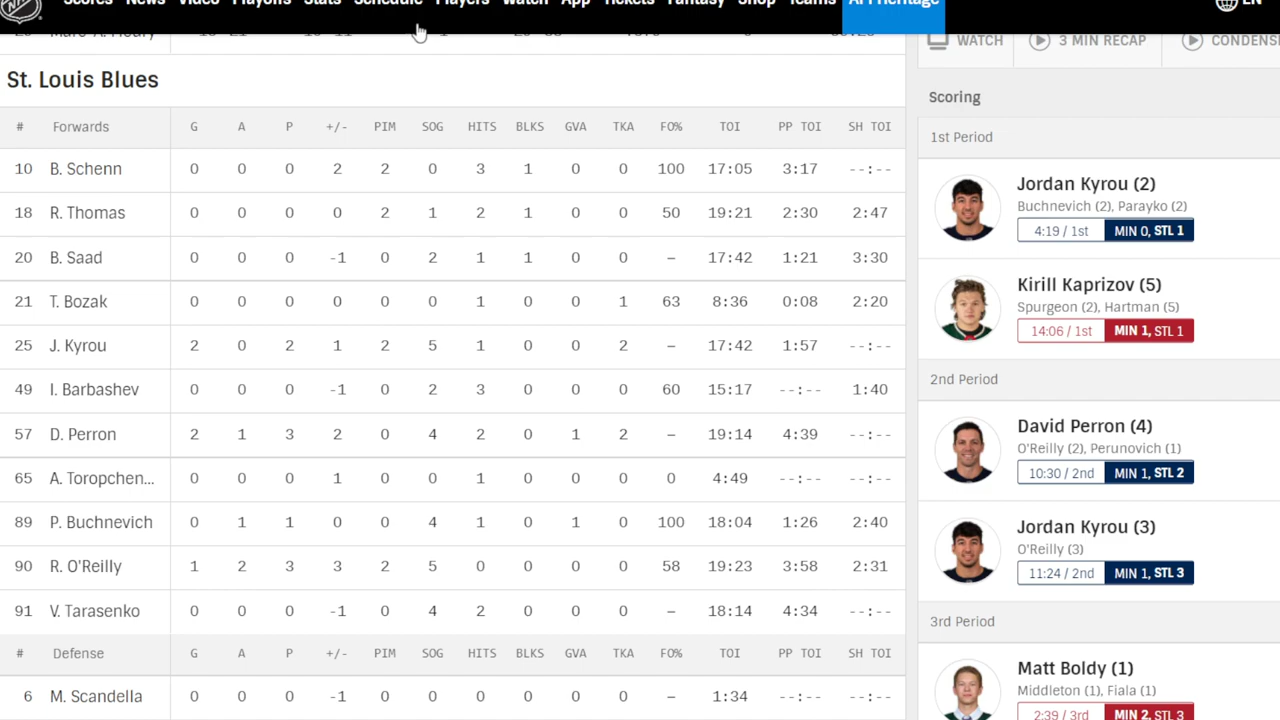 Scores News Video Playoffs Stats Schedule Players Watch App Tickets Fantasy Shop Teams EN
St. Louis Blues
# Forwards G A P +/- PIM SOG HITS BLKS GVA TKA FO% TOI PP TOI SH TOI
10 B. Schenn 0 0 0 2 2 0 3 1 0 0 100 17:05 3:17 --:--
18 R. Thomas 0 0 0 0 2 1 2 1 0 0 50 19:21 2:30 2:47
20 B. Saad 0 0 0 -1 0 2 1 1 0 0 – 17:42 1:21 3:30
21 T. Bozak 0 0 0 0 0 0 1 0 0 1 63 8:36 0:08 2:20
25 J. Kyrou 2 0 2 1 2 5 1 0 0 2 – 17:42 1:57 --:--
49 I. Barbashev 0 0 0 -1 0 2 3 0 0 0 60 15:17 --:-- 1:40
57 D. Perron 2 1 3 2 0 4 2 0 1 2 – 19:14 4:39 --:--
65 A. Toropchen... 0 0 0 1 0 0 1 0 0 0 0 4:49 --:-- --:--
89 P. Buchnevich 0 1 1 0 0 4 1 0 1 0 100 18:04 1:26 2:40
90 R. O'Reilly 1 2 3 3 2 5 0 0 0 0 58 19:23 3:58 2:31
91 V. Tarasenko 0 0 0 -1 0 4 2 0 0 0 – 18:14 4:34 --:--
# Defense G A P +/- PIM SOG HITS BLKS GVA TKA FO% TOI PP TOI SH TOI
6 M. Scandella 0 0 0 -1 0 0 0 0 0 0 – 1:34 --:-- --:--
WATCH 3 MIN RECAP CONDENS
Scoring
1st Period
Jordan Kyrou (2)
Buchnevich (2), Parayko (2)
4:19 / 1st MIN 0, STL 1
Kirill Kaprizov (5)
Spurgeon (2), Hartman (5)
14:06 / 1st MIN 1, STL 1
2nd Period
David Perron (4)
O'Reilly (2), Perunovich (1)
10:30 / 2nd MIN 1, STL 2
Jordan Kyrou (3)
O'Reilly (3)
11:24 / 2nd MIN 1, STL 3
3rd Period
Matt Boldy (1)
Middleton (1), Fiala (1)
2:39 / 3rd MIN 2, STL 3